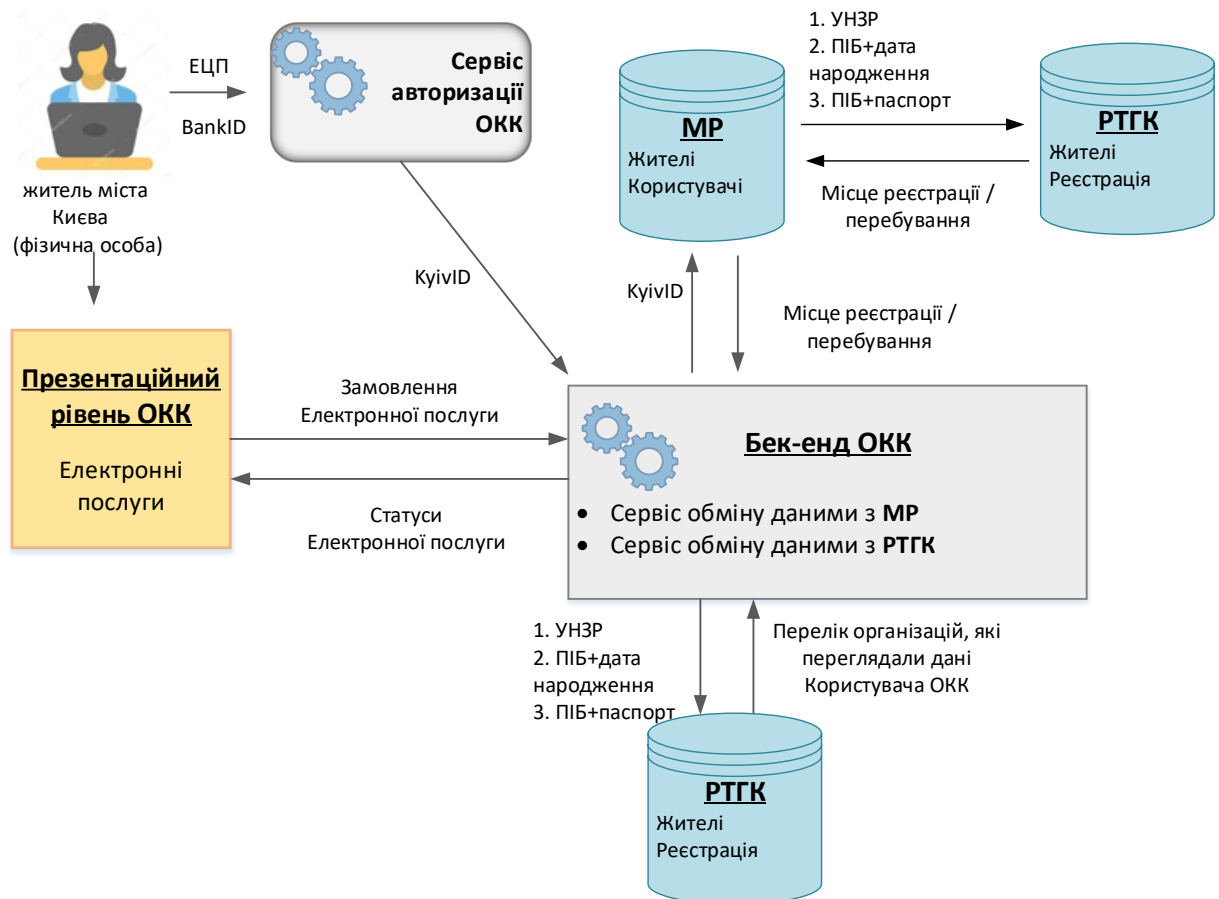 ЕЦП
BankID
житель міста
Києва
(фізична особа)
Сервіс
авторизації
ОКК
KyivID
МР
Жителі
Користувачі
1. УНЗР
2. ПІБ+дата
народження
3. ПІБ+паспорт
Місце реєстрації /
перебування
РТГК
Жителі
Реєстрація
KyivID
Місце реєстрації /
перебування
Презентаційний
рівень ОКК
Електронні
послуги
Замовлення
Електронної послуги
Статуси
Електронної послуги
Бек-енд ОКК
• Сервіс обміну даними з МР
• Сервіс обміну даними з РТГК
1. УНЗР
2. ПІБ+дата
народження
3. ПІБ+паспорт
Перелік організацій, які
переглядали дані
Користувача ОКК
РТГК
Жителі
Реєстрація